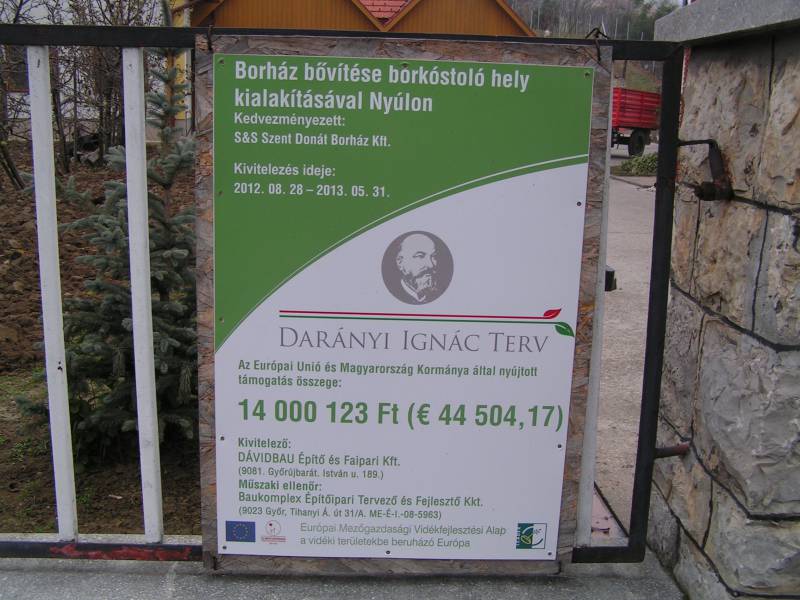 Borház bővítése borkóstoló hely
kialakításával Nyúlon
Kedvezményezett:
S&S Szent Donát Borház Kft.
Kivitelezés ideje:
2012. 08. 28 – 2013. 05. 31.
DARÁNYI IGNÁC TERV
Az Európai Unió és Magyarország Kormánya által nyújtott
támogatás összege:
14 000 123 Ft (€ 44 504,17)
Kivitelező:
DÁVIDBAU Építő és Faipari Kft.
(9081. Győrújbarát. István u. 189.)
Műszaki ellenőr:
Baukomplex Építőipari Tervező és Fejlesztő Kkt.
(9023 Győr, Tihanyi Á. út 31/A. ME-É-I.-08-5963)
Európai Mezőgazdasági Vidékfejlesztési Alap
a vidéki területekbe beruházó Európa